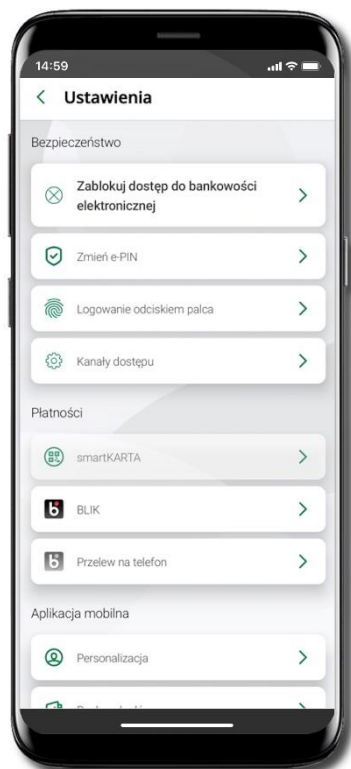 14:59
Ustawienia
Bezpieczeństwo
Zablokuj dostęp do bankowości
elektronicznej
Zmień e-PIN
Logowanie odciskiem palca
Kanały dostępu
Płatności
smartKARTA
BLIK
Przelew na telefon
Aplikacja mobilna
Personalizacja